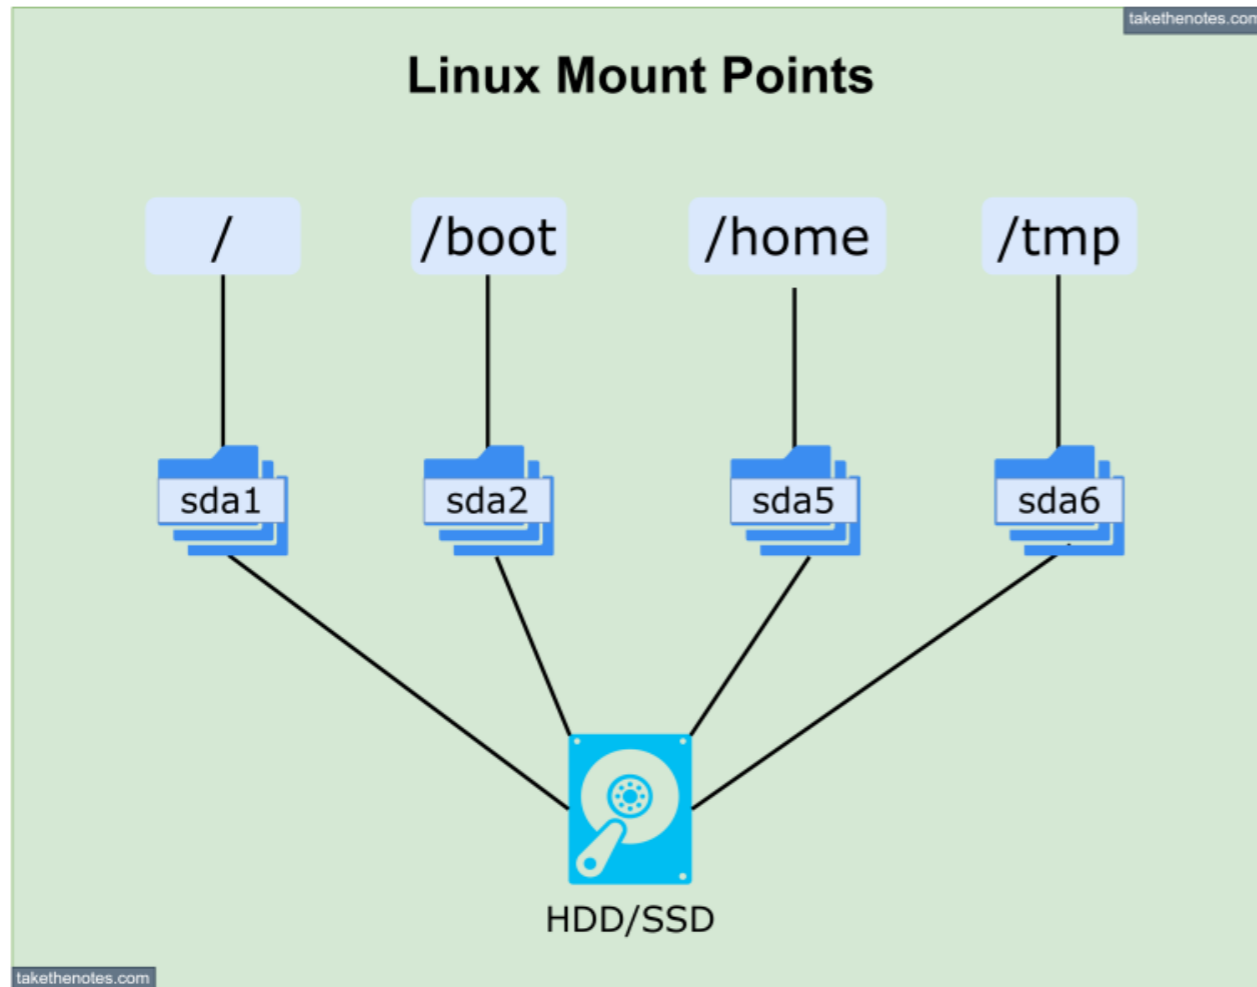 takethenotes.com
Linux Mount Points
/ /boot /home /tmp
sda1 sda2 sda5 sda6
HDD/SSD
takethenotes.com